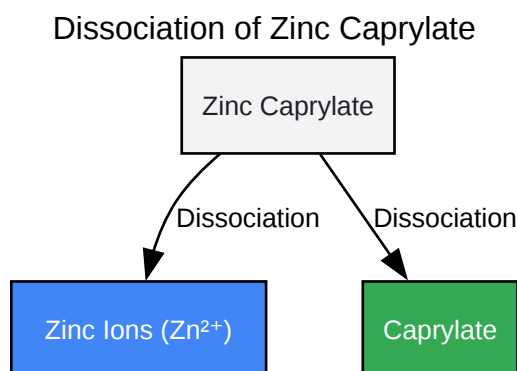 Dissociation of Zinc Caprylate
Zinc Caprylate
Dissociation
Dissociation
Zinc Ions (Zn²⁺)
Caprylate